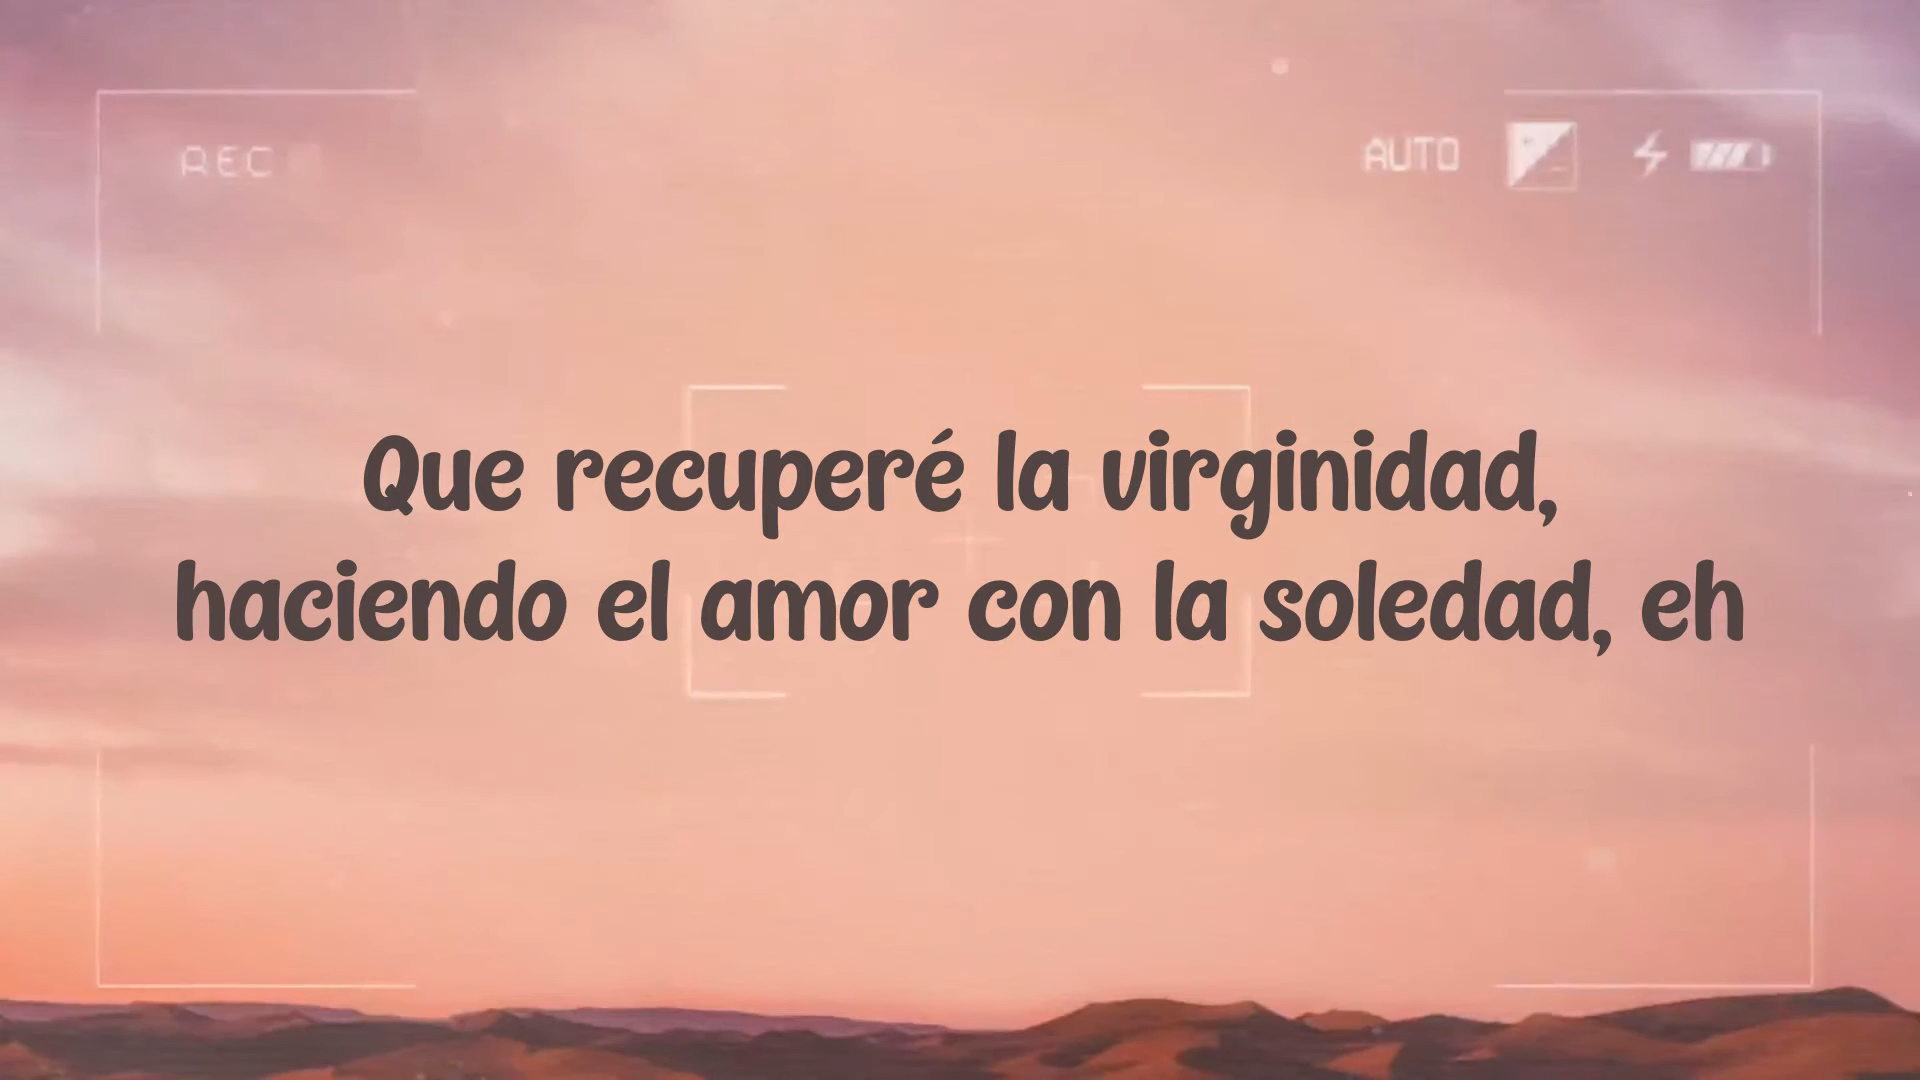 REC
AUTO
Que recuperé la virginidad,
haciendo el amor con la soledad, eh